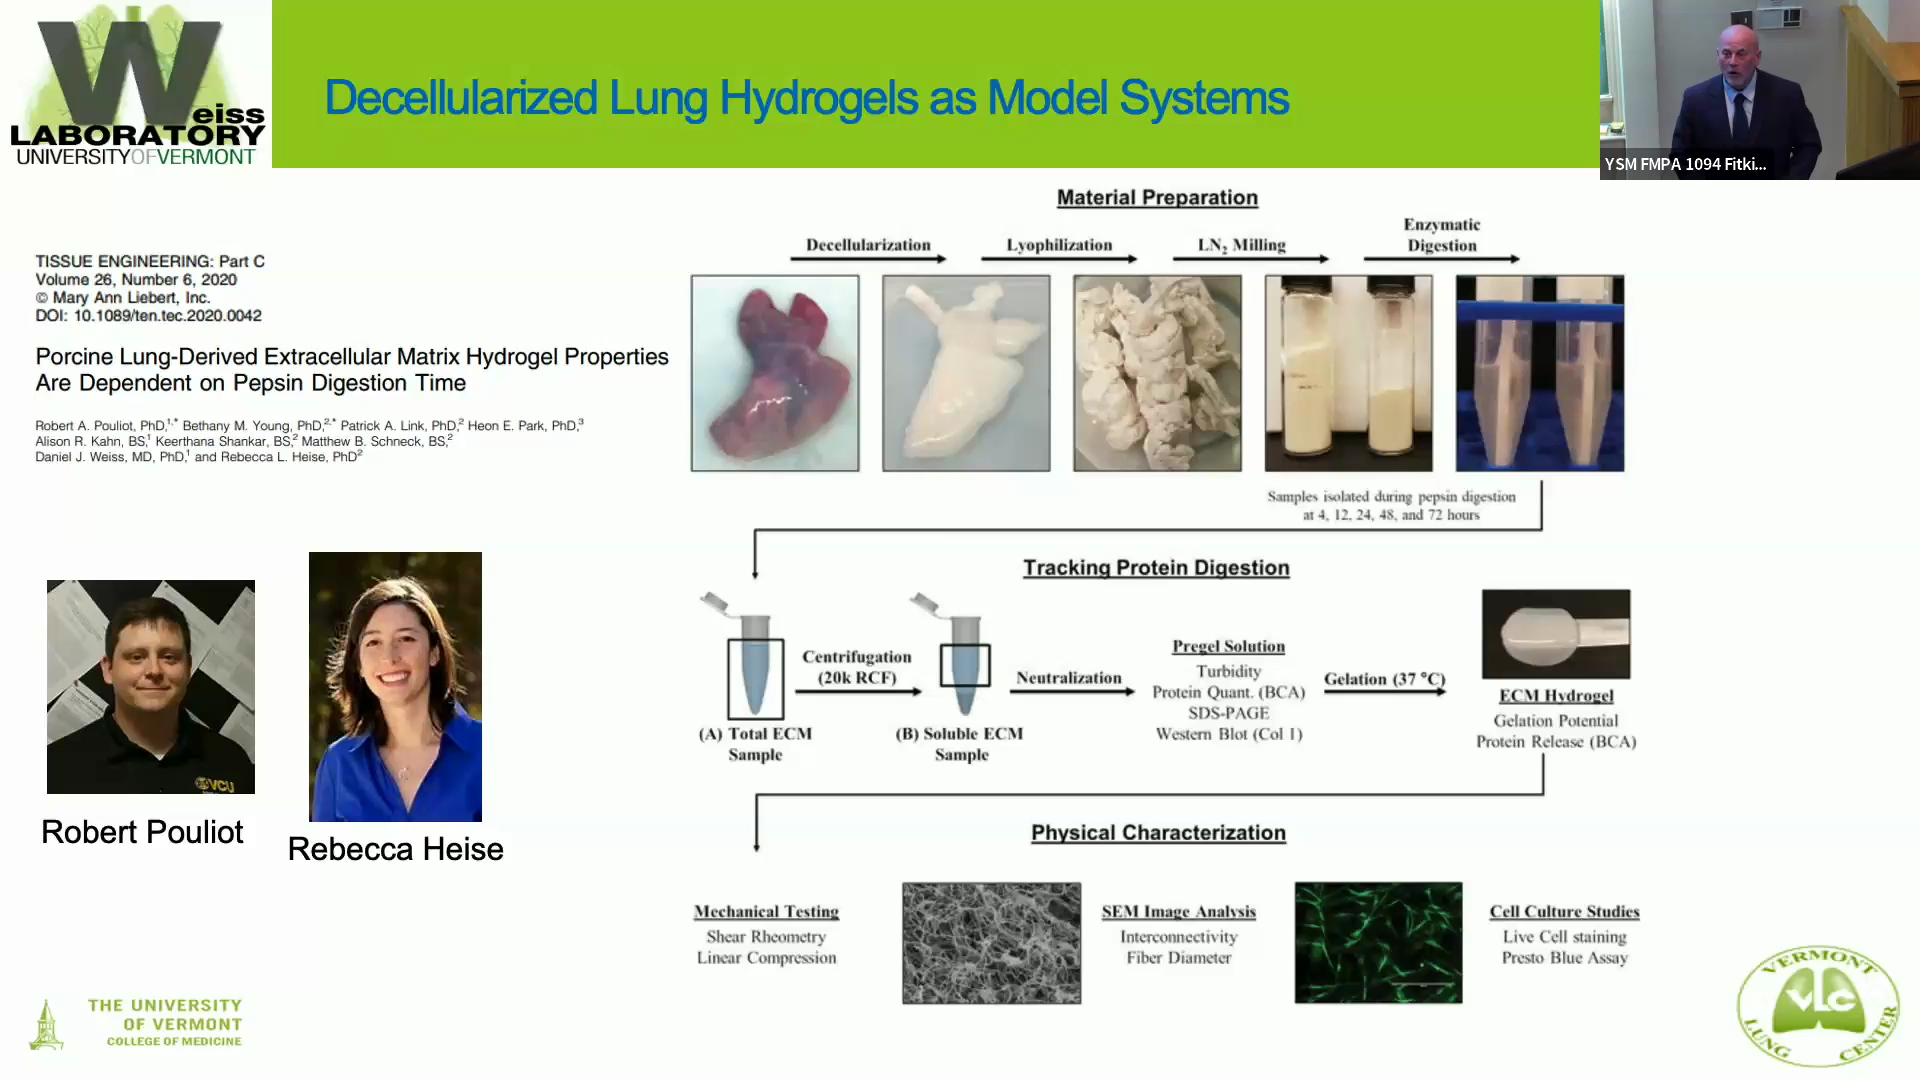 Weiss
LABORATORY
UNIVERSITYOFVERMONT
Decellularized Lung Hydrogels as Model Systems
YSM FMPA 1094 Fitki...
TISSUE ENGINEERING: Part C
Volume 26, Number 6, 2020
© Mary Ann Liebert, Inc.
DOI: 10.1089/ten.tec.2020.0042
Porcine Lung-Derived Extracellular Matrix Hydrogel Properties
Are Dependent on Pepsin Digestion Time
Robert A. Pouliot, PhD,1,* Bethany M. Young, PhD,2,* Patrick A. Link, PhD,2 Heon E. Park, PhD,3
Alison R. Kahn, BS,1 Keerthana Shankar, BS,2 Matthew B. Schneck, BS,2
Daniel J. Weiss, MD, PhD,1 and Rebecca L. Heise, PhD2
VCU
Robert Pouliot
Rebecca Heise
Material Preparation
Decellularization
Lyophilization
LN2 Milling
Enzymatic
Digestion
Samples isolated during pepsin digestion
at 4, 12, 24, 48, and 72 hours
Tracking Protein Digestion
(A) Total ECM
Sample
Centrifugation
(20k RCF)
(B) Soluble ECM
Sample
Neutralization
Pregel Solution
Turbidity
Protein Quant. (BCA)
SDS-PAGE
Western Blot (Col 1)
Gelation (37 °C)
ECM Hydrogel
Gelation Potential
Protein Release (BCA)
Physical Characterization
Mechanical Testing
Shear Rheometry
Linear Compression
SEM Image Analysis
Interconnectivity
Fiber Diameter
Cell Culture Studies
Live Cell staining
Presto Blue Assay
THE UNIVERSITY
OF VERMONT
COLLEGE OF MEDICINE
VERMONT
VLC
LUNG CENTER